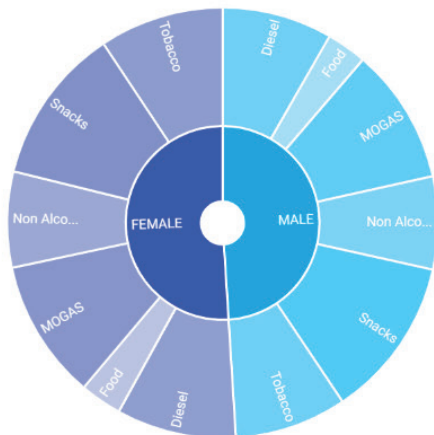 Tobacco
Diesel
Food
Snacks
MOGAS
Non Alco...
FEMALE
MALE
Non Alco...
MOGAS
Snacks
Food
Diesel
Tobacco